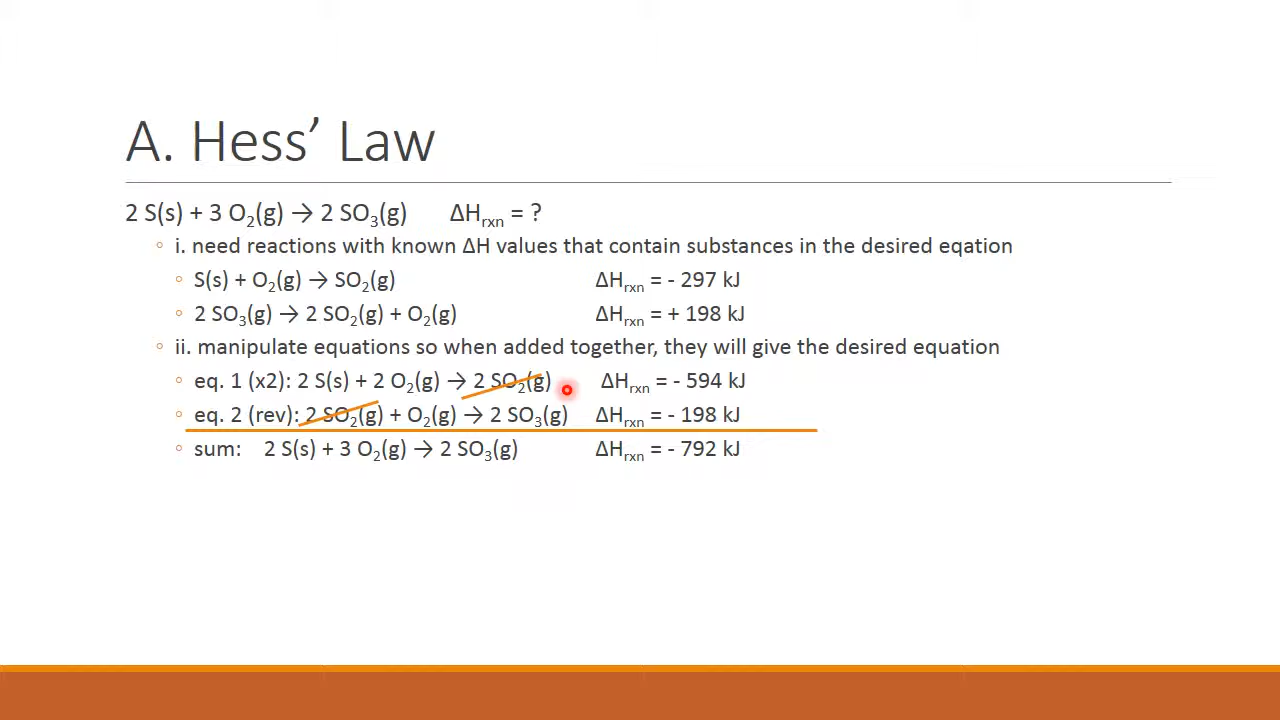 A. Hess’ Law
2 S(s) + 3 O₂(g) → 2 SO₃(g) ΔHᵣₓₙ = ?
◦ i. need reactions with known ΔH values that contain substances in the desired eqation
◦ S(s) + O₂(g) → SO₂(g) ΔHᵣₓₙ = - 297 kJ
◦ 2 SO₃(g) → 2 SO₂(g) + O₂(g) ΔHᵣₓₙ = + 198 kJ
◦ ii. manipulate equations so when added together, they will give the desired equation
◦ eq. 1 (x2): 2 S(s) + 2 O₂(g) → 2 SO₂(g) ΔHᵣₓₙ = - 594 kJ
◦ eq. 2 (rev): 2 SO₂(g) + O₂(g) → 2 SO₃(g) ΔHᵣₓₙ = - 198 kJ
◦ sum: 2 S(s) + 3 O₂(g) → 2 SO₃(g) ΔHᵣₓₙ = - 792 kJ